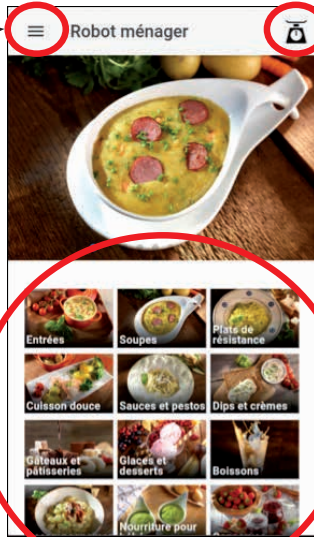 Robot ménager
Entrées
Soupes
Plats de
résistance
Cuisson douce
Sauces et pestos
Dips et crèmes
Gâteaux et
pâtisseries
Glaces et
desserts
Boissons
Nourriture pour